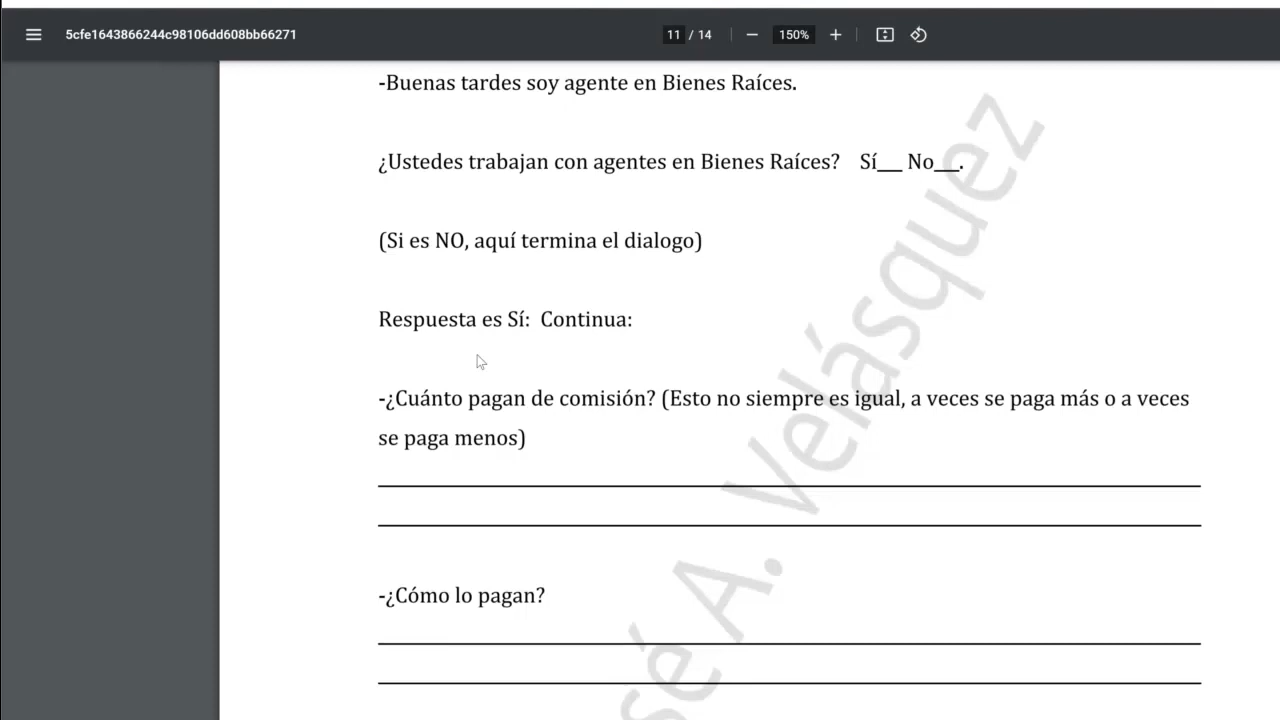 5cfe1643866244c98106dd608bb66271
11 / 14
150%
-Buenas tardes soy agente en Bienes Raíces.
¿Ustedes trabajan con agentes en Bienes Raíces? Sí___ No___.
(Si es NO, aquí termina el dialogo)
Respuesta es Sí: Continua:
-¿Cuánto pagan de comisión? (Esto no siempre es igual, a veces se paga más o a veces
se paga menos)
-¿Cómo lo pagan?
sé A. Velásquez